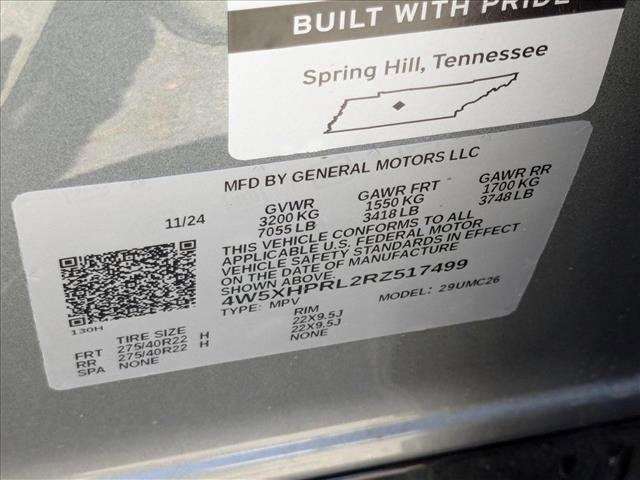 BUILT WITH PRIDE
Spring Hill, Tennessee
MFD BY GENERAL MOTORS LLC
11/24 GVWR GAWR FRT GAWR RR
3200 KG 1550 KG 1700 KG
7055 LB 3418 LB 3748 LB
THIS VEHICLE CONFORMS TO ALL
APPLICABLE U.S. FEDERAL MOTOR
VEHICLE SAFETY STANDARDS IN EFFECT
ON THE DATE OF MANUFACTURE
4W5XHPRL2RZ517499
TYPE: MPV MODEL: 29UMC26
130H
TIRE SIZE RIM
FRT 275/40R22 H 22X9.5J
RR 275/40R22 H 22X9.5J
SPA NONE NONE